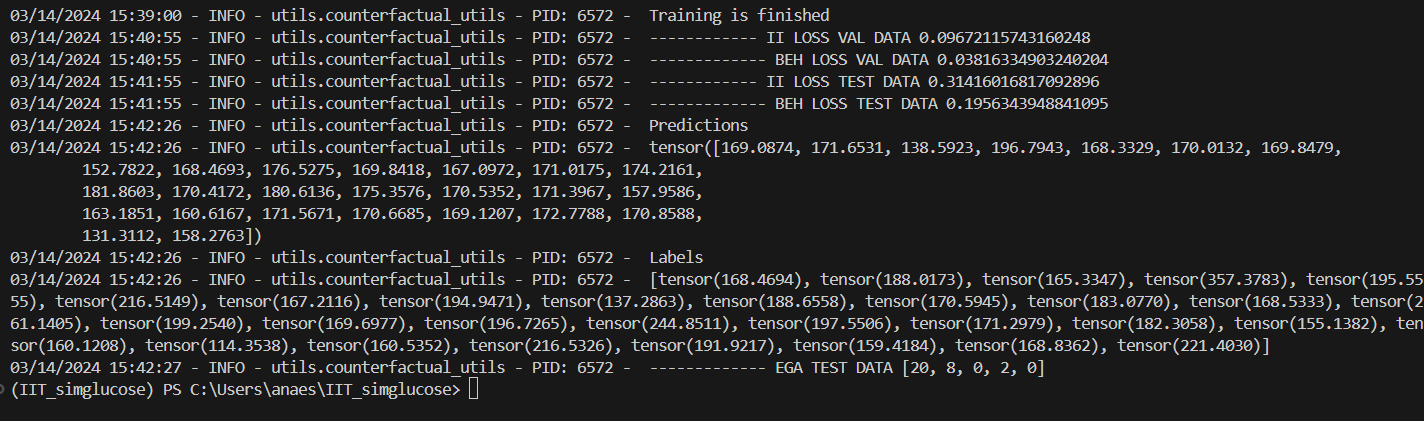 03/14/2024 15:39:00 - INFO - utils.counterfactual_utils - PID: 6572 -  Training is finished
03/14/2024 15:40:55 - INFO - utils.counterfactual_utils - PID: 6572 -  ------------ II LOSS VAL DATA 0.09672115743160248
03/14/2024 15:40:55 - INFO - utils.counterfactual_utils - PID: 6572 -  ------------- BEH LOSS VAL DATA 0.03816334903240204
03/14/2024 15:41:55 - INFO - utils.counterfactual_utils - PID: 6572 -  ------------ II LOSS TEST DATA 0.31416016817092896
03/14/2024 15:41:55 - INFO - utils.counterfactual_utils - PID: 6572 -  ------------- BEH LOSS TEST DATA 0.1956343948841095
03/14/2024 15:42:26 - INFO - utils.counterfactual_utils - PID: 6572 -  Predictions
03/14/2024 15:42:26 - INFO - utils.counterfactual_utils - PID: 6572 -  tensor([169.0874, 171.6531, 138.5923, 196.7943, 168.3329, 170.0132, 169.8479,
152.7822, 168.4693, 176.5275, 169.8418, 167.0972, 171.0175, 174.2161,
181.8603, 170.4172, 180.6136, 175.3576, 170.5352, 171.3967, 157.9586,
163.1851, 160.6167, 171.5671, 170.6685, 169.1207, 172.7788, 170.8588,
131.3112, 158.2763])
03/14/2024 15:42:26 - INFO - utils.counterfactual_utils - PID: 6572 -  Labels
03/14/2024 15:42:26 - INFO - utils.counterfactual_utils - PID: 6572 -  [tensor(168.4694), tensor(188.0173), tensor(165.3347), tensor(357.3783), tensor(195.55
55), tensor(216.5149), tensor(167.2116), tensor(194.9471), tensor(137.2863), tensor(188.6558), tensor(170.5945), tensor(183.0770), tensor(168.5333), tensor(2
61.1405), tensor(199.2540), tensor(169.6977), tensor(196.7265), tensor(244.8511), tensor(197.5506), tensor(171.2979), tensor(182.3058), tensor(155.1382), ten
sor(160.1208), tensor(114.3538), tensor(160.5352), tensor(216.5326), tensor(191.9217), tensor(159.4184), tensor(168.8362), tensor(221.4030)]
03/14/2024 15:42:27 - INFO - utils.counterfactual_utils - PID: 6572 -  ------------- EGA TEST DATA [20, 8, 0, 2, 0]
(IIT_simglucose) PS C:\Users\anaes\IIT_simglucose>